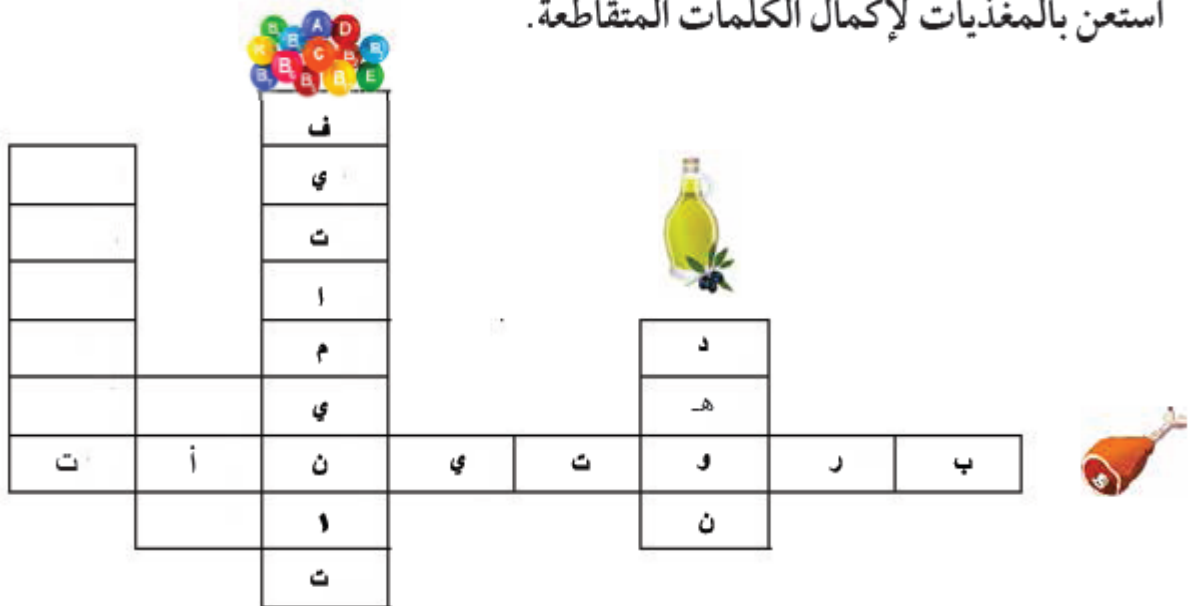 استعن بالمغذيات لإكمال الكلمات المتقاطعة.
ف
ي
ت
ا
د م
هـ ي
ب ر و ت ي ن أ ت
ن ا
ت